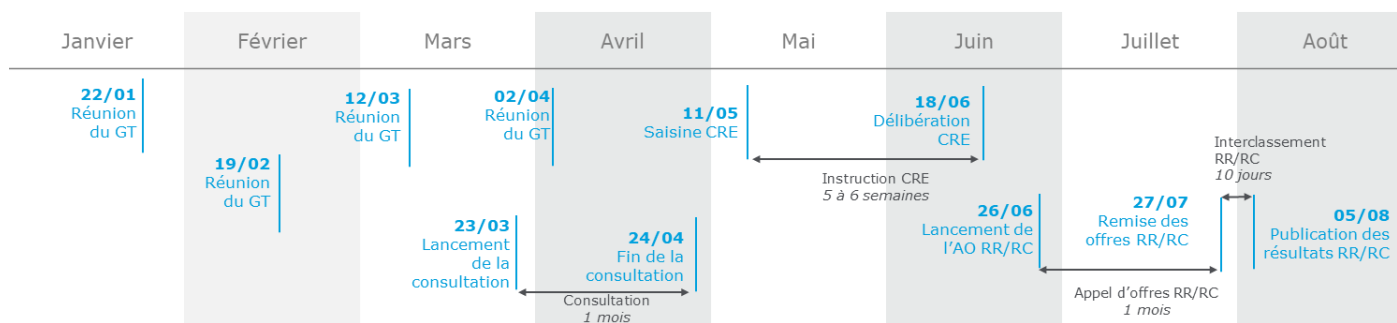 Janvier
Février
Mars
Avril
Mai
Juin
Juillet
Août
22/01
Réunion
du GT
19/02
Réunion
du GT
12/03
Réunion
du GT
02/04
Réunion
du GT
23/03
Lancement
de la
consultation
24/04
Fin de la
consultation
Consultation
1 mois
11/05
Saisine CRE
18/06
Délibération
CRE
Instruction CRE
5 à 6 semaines
26/06
Lancement de
l'AO RR/RC
27/07
Remise des
offres RR/RC
Appel d'offres RR/RC
1 mois
Interclassement
RR/RC
10 jours
05/08
Publication des
résultats RR/RC